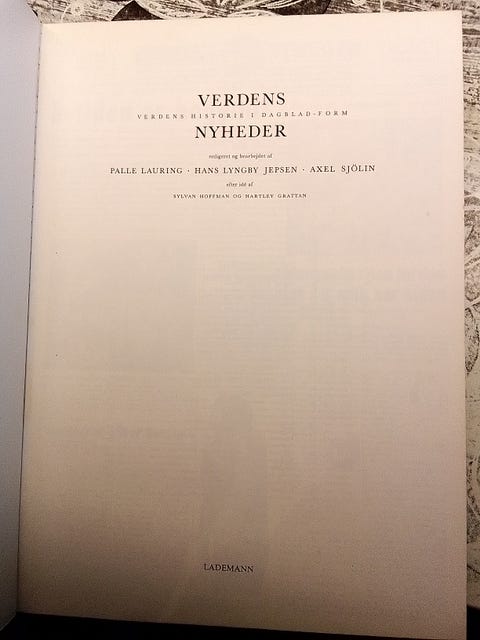 VERDENS
VERDENS HISTORIE I DAGBLAD-FORM
NYHEDER
redigeret og bearbejdet af
PALLE LAURING · HANS LYNGBY JEPSEN · AXEL SJÖLIN
efter idé af
SYLVAN HOFFMAN OG HARTLEY GRATTAN
LADEMANN